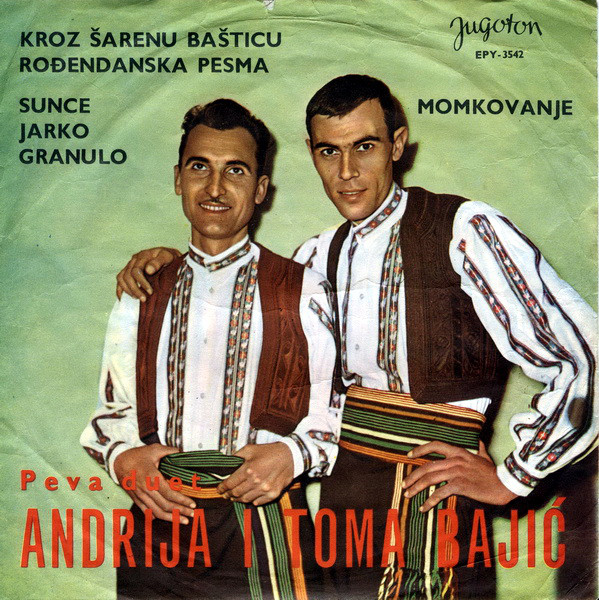 KROZ ŠARENU BAŠTICU
ROĐENDANSKA PESMA
SUNCE
JARKO
GRANULO
Jugoton
EPY-3542
MOMKOVANJE
Peva duet
ANDRIJA I TOMA BAJIĆ